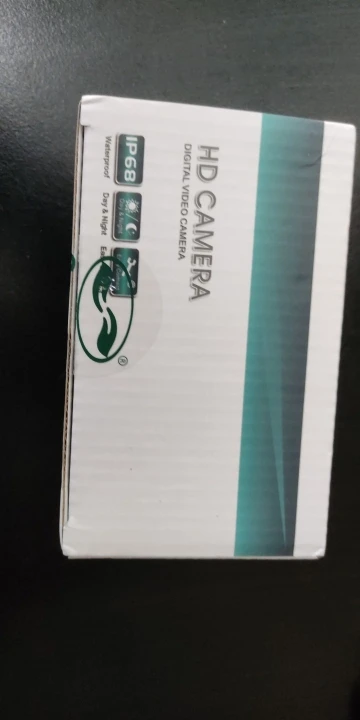 HD CAMERA
DIGITAL VIDEO CAMERA
IP68
Waterproof
Day & Night
®